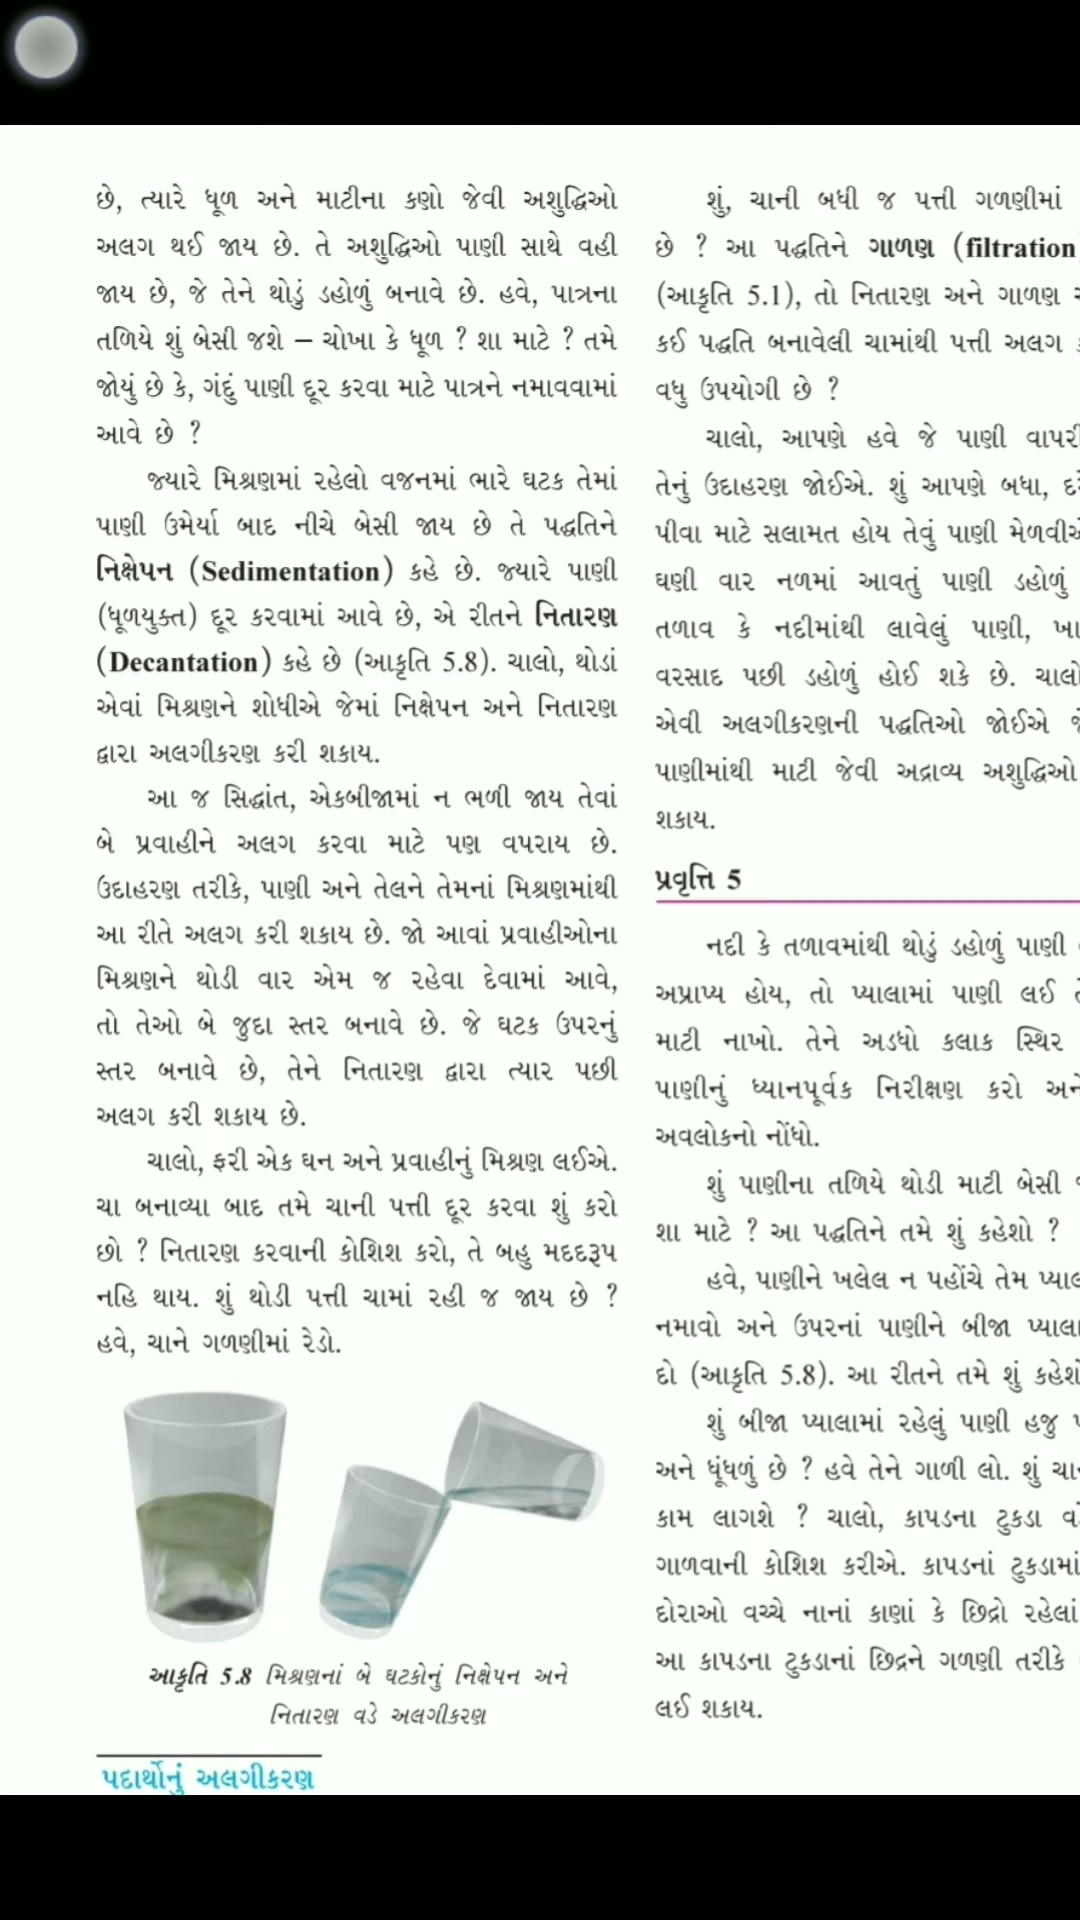 છે, ત્યારે ધૂળ અને માટીના કણો જેવી અશુદ્ધિઓ
અલગ થઈ જાય છે. તે અશુદ્ધિઓ પાણી સાથે વહી
જાય છે, જે તેને થોડું ડહોળું બનાવે છે. હવે, પાત્રના
તળિયે શું બેસી જશે – ચોખા કે ધૂળ ? શા માટે ? તમે
જોયું છે કે, ગંદું પાણી દૂર કરવા માટે પાત્રને નમાવવામાં
આવે છે ?
જ્યારે મિશ્રણમાં રહેલો વજનમાં ભારે ઘટક તેમાં
પાણી ઉમેર્યા બાદ નીચે બેસી જાય છે તે પદ્ધતિને
નિક્ષેપન (Sedimentation) કહે છે. જ્યારે પાણી
(ધૂળયુક્ત) દૂર કરવામાં આવે છે, એ રીતને નિતારણ
(Decantation) કહે છે (આકૃતિ 5.8). ચાલો, થોડાં
એવાં મિશ્રણને શોધીએ જેમાં નિક્ષેપન અને નિતારણ
દ્વારા અલગીકરણ કરી શકાય.
આ જ સિદ્ધાંત, એકબીજામાં ન ભળી જાય તેવાં
બે પ્રવાહીને અલગ કરવા માટે પણ વપરાય છે.
ઉદાહરણ તરીકે, પાણી અને તેલને તેમનાં મિશ્રણમાંથી
આ રીતે અલગ કરી શકાય છે. જો આવાં પ્રવાહીઓના
મિશ્રણને થોડી વાર એમ જ રહેવા દેવામાં આવે,
તો તેઓ બે જુદા સ્તર બનાવે છે. જે ઘટક ઉપરનું
સ્તર બનાવે છે, તેને નિતારણ દ્વારા ત્યાર પછી
અલગ કરી શકાય છે.
ચાલો, ફરી એક ઘન અને પ્રવાહીનું મિશ્રણ લઈએ.
ચા બનાવ્યા બાદ તમે ચાની પત્તી દૂર કરવા શું કરો
છો ? નિતારણ કરવાની કોશિશ કરો, તે બહુ મદદરૂપ
નહિ થાય. શું થોડી પત્તી ચામાં રહી જ જાય છે ?
હવે, ચાને ગળણીમાં રેડો.
આકૃતિ 5.8 મિશ્રણનાં બે ઘટકોનું નિક્ષેપન અને
નિતારણ વડે અલગીકરણ
પદાર્થોનું અલગીકરણ
શું, ચાની બધી જ પત્તી ગળણીમાં
છે ? આ પદ્ધતિને ગાળણ (filtration)
(આકૃતિ 5.1), તો નિતારણ અને ગાળણ
કઈ પદ્ધતિ બનાવેલી ચામાંથી પત્તી અલગ
વધુ ઉપયોગી છે ?
ચાલો, આપણે હવે જે પાણી
તેનું ઉદાહરણ જોઈએ. શું આપણે બધા,
પીવા માટે સલામત હોય તેવું પાણી
ઘણી વાર નળમાં આવતું પાણી ડહોળું
તળાવ કે નદીમાંથી લાવેલું પાણી,
વરસાદ પછી ડહોળું હોઈ શકે છે.
એવી અલગીકરણની પદ્ધતિઓ જોઈએ
પાણીમાંથી માટી જેવી અદ્રાવ્ય અશુદ્ધિઓ
શકાય.
પ્રવૃત્તિ 5
નદી કે તળાવમાંથી થોડું ડહોળું પાણી
અપ્રાપ્ય હોય, તો પ્યાલામાં પાણી લઈ
માટી નાખો. તેને અડધો કલાક સ્થિર
પાણીનું ધ્યાનપૂર્વક નિરીક્ષણ કરો અને
અવલોકનો નોંધો.
શું પાણીના તળિયે થોડી માટી બેસી
શા માટે ? આ પદ્ધતિને તમે શું કહેશો ?
હવે, પાણીને ખલેલ ન પહોંચે તેમ
નમાવો અને ઉપરનાં પાણીને બીજા
દો (આકૃતિ 5.8). આ રીતને તમે શું કહેશો
શું બીજા પ્યાલામાં રહેલું પાણી હજુ
અને ધૂંધળું છે ? હવે તેને ગાળી લો. શું
કામ લાગશે ? ચાલો, કાપડના ટુકડા
ગાળવાની કોશિશ કરીએ. કાપડનાં ટુકડામાં
દોરાઓ વચ્ચે નાનાં કાણાં કે છિદ્રો રહેલાં
આ કાપડના ટુકડાનાં છિદ્રને ગળણી તરીકે
લઈ શકાય.